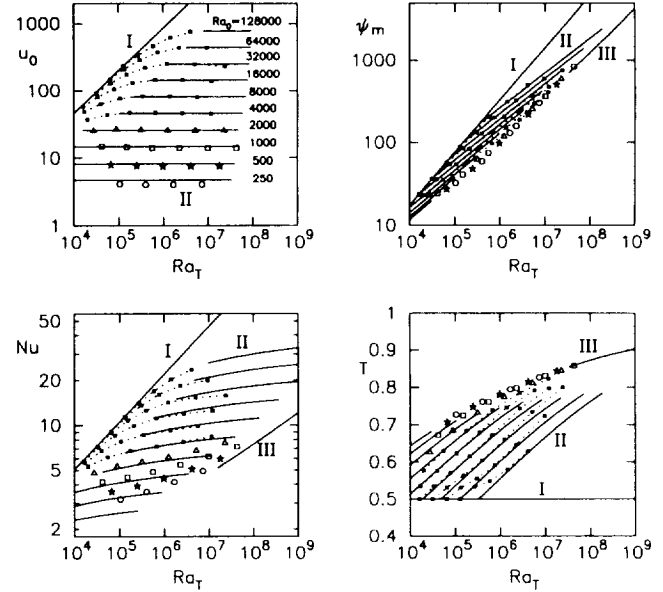 Ra₀=128000
64000
32000
16000
8000
4000
2000
1000
500
250
I
II
u₀
1000
100
10
1
10⁴ 10⁵ 10⁶ 10⁷ 10⁸ 10⁹
Ra_T
ψ_m
1000
100
10
I
II
III
10⁴ 10⁵ 10⁶ 10⁷ 10⁸ 10⁹
Ra_T
Nu
50
20
10
5
2
I
II
III
10⁴ 10⁵ 10⁶ 10⁷ 10⁸ 10⁹
Ra_T
T
1
0.9
0.8
0.7
0.6
0.5
0.4
III
II
I
10⁴ 10⁵ 10⁶ 10⁷ 10⁸ 10⁹
Ra_T